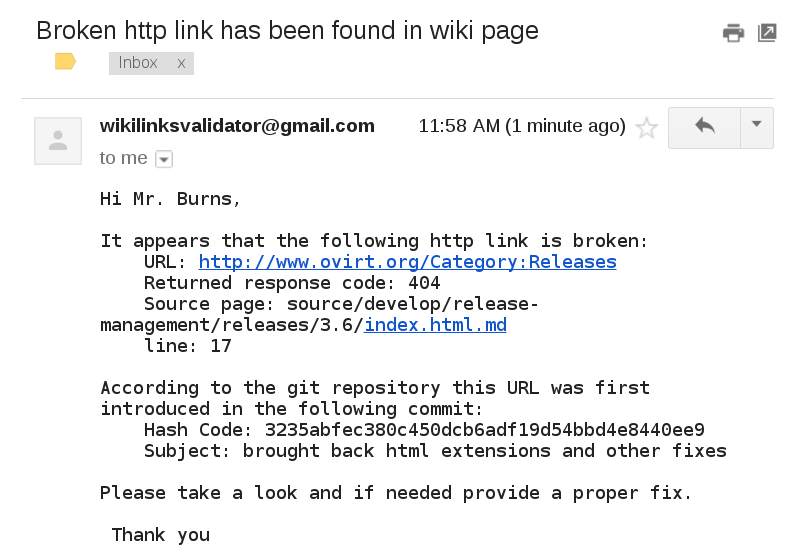 Broken http link has been found in wiki page
Inbox x
wikilinksvalidator@gmail.com 11:58 AM (1 minute ago)
to me
Hi Mr. Burns,
It appears that the following http link is broken:
URL: http://www.ovirt.org/Category:Releases
Returned response code: 404
Source page: source/develop/release-
management/releases/3.6/index.html.md
line: 17
According to the git repository this URL was first
introduced in the following commit:
Hash Code: 3235abfec380c450dcb6adf19d54bbd4e8440ee9
Subject: brought back html extensions and other fixes
Please take a look and if needed provide a proper fix.
Thank you